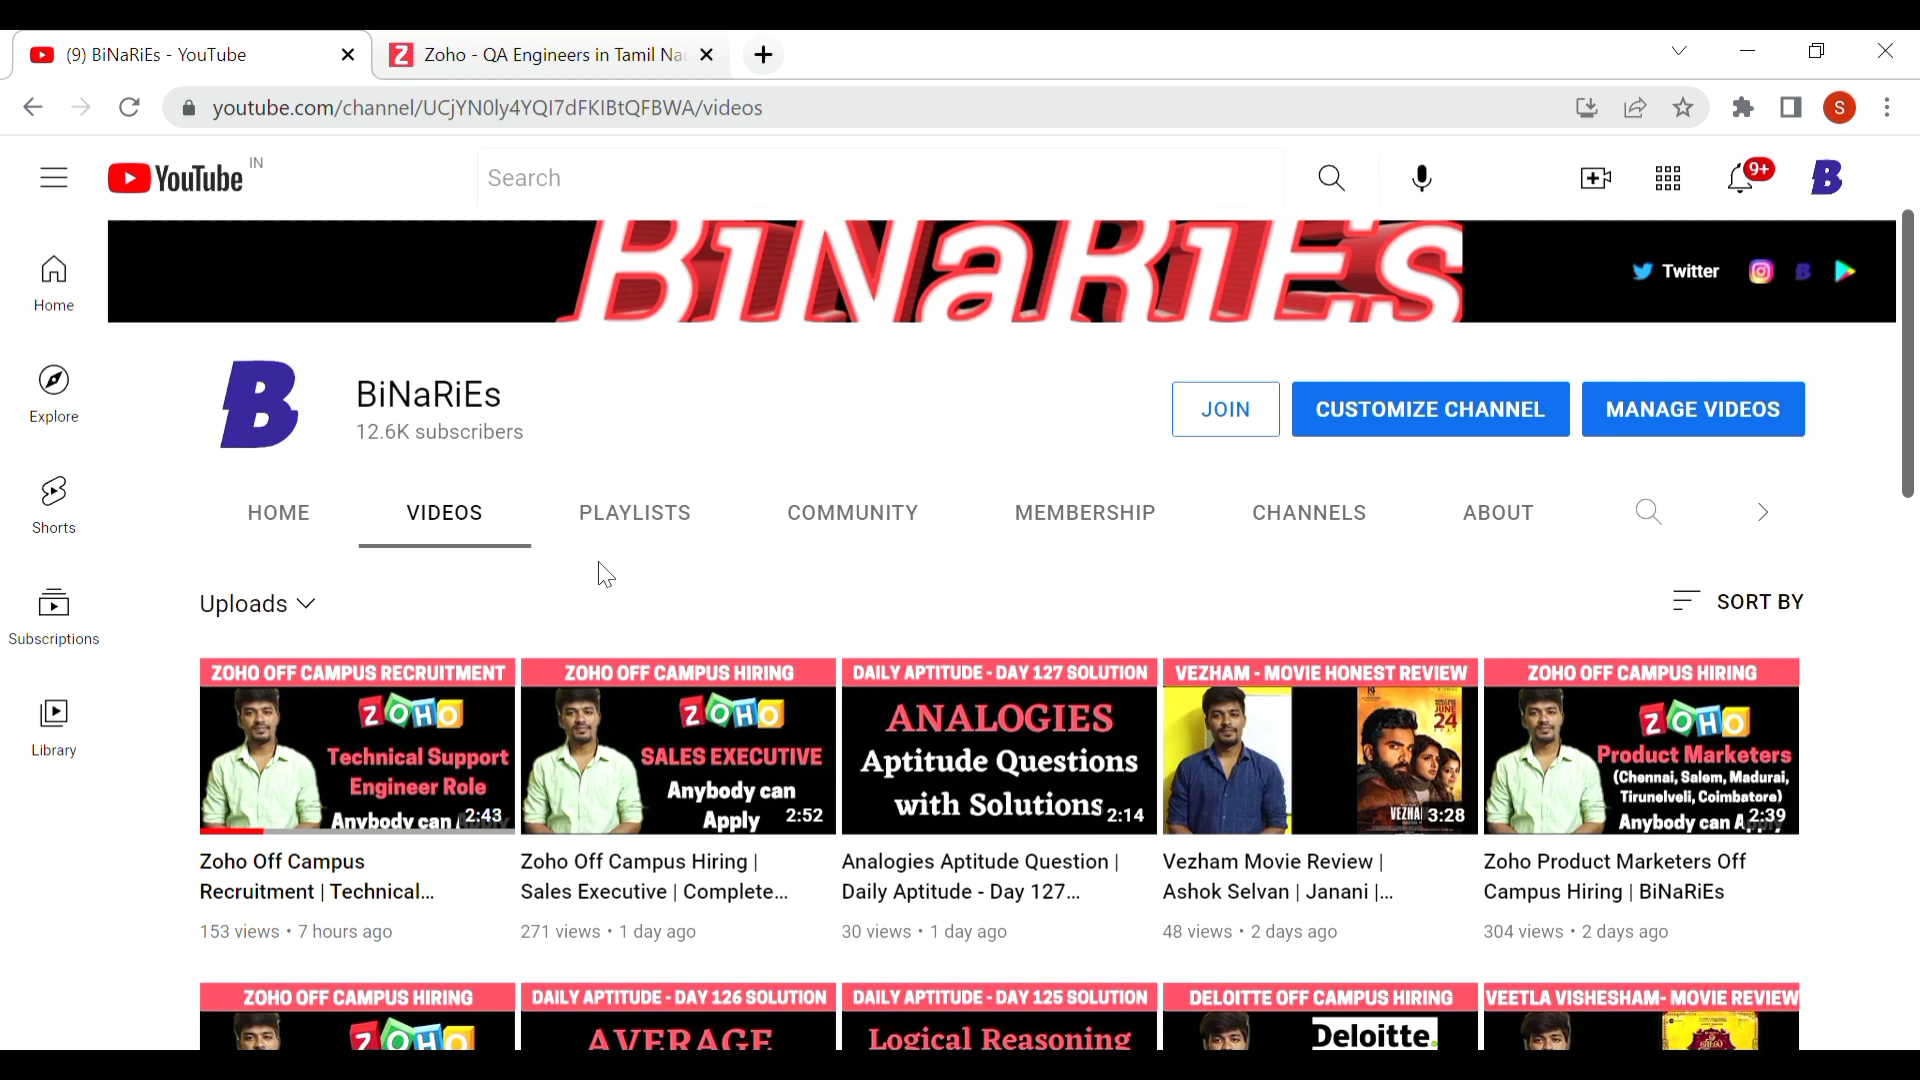 (9) BiNaRiEs - YouTube
Zoho - QA Engineers in Tamil Na
youtube.com/channel/UCjYN0ly4YQI7dFKIBtQFBWA/videos
S
YouTube IN
Search
9+
B
BiNaRiEs
Twitter
B
Home
Explore
Shorts
Subscriptions
Library
B
BiNaRiEs
12.6K subscribers
JOIN
CUSTOMIZE CHANNEL
MANAGE VIDEOS
HOME
VIDEOS
PLAYLISTS
COMMUNITY
MEMBERSHIP
CHANNELS
ABOUT
Uploads
SORT BY
ZOHO OFF CAMPUS RECRUITMENT
ZOHO
Technical Support
Engineer Role
Anybody can
2:43
Zoho Off Campus
Recruitment | Technical...
153 views • 7 hours ago
ZOHO OFF CAMPUS HIRING
ZOHO
SALES EXECUTIVE
Anybody can
Apply
2:52
Zoho Off Campus Hiring |
Sales Executive | Complete...
271 views • 1 day ago
DAILY APTITUDE - DAY 127 SOLUTION
ANALOGIES
Aptitude Questions
with Solutions
2:14
Analogies Aptitude Question |
Daily Aptitude - Day 127...
30 views • 1 day ago
VEZHAM - MOVIE HONEST REVIEW
JUNE
24
3:28
Vezham Movie Review |
Ashok Selvan | Janani |...
48 views • 2 days ago
ZOHO OFF CAMPUS HIRING
ZOHO
Product Marketers
(Chennai, Salem, Madurai,
Tirunelveli, Coimbatore)
Anybody can
2:39
Zoho Product Marketers Off
Campus Hiring | BiNaRiEs
304 views • 2 days ago
ZOHO OFF CAMPUS HIRING
ZOHO
DAILY APTITUDE - DAY 126 SOLUTION
AVERAGE
DAILY APTITUDE - DAY 125 SOLUTION
Logical Reasoning
DELOITTE OFF CAMPUS HIRING
Deloitte.
VEETLA VISHESHAM- MOVIE REVIEW